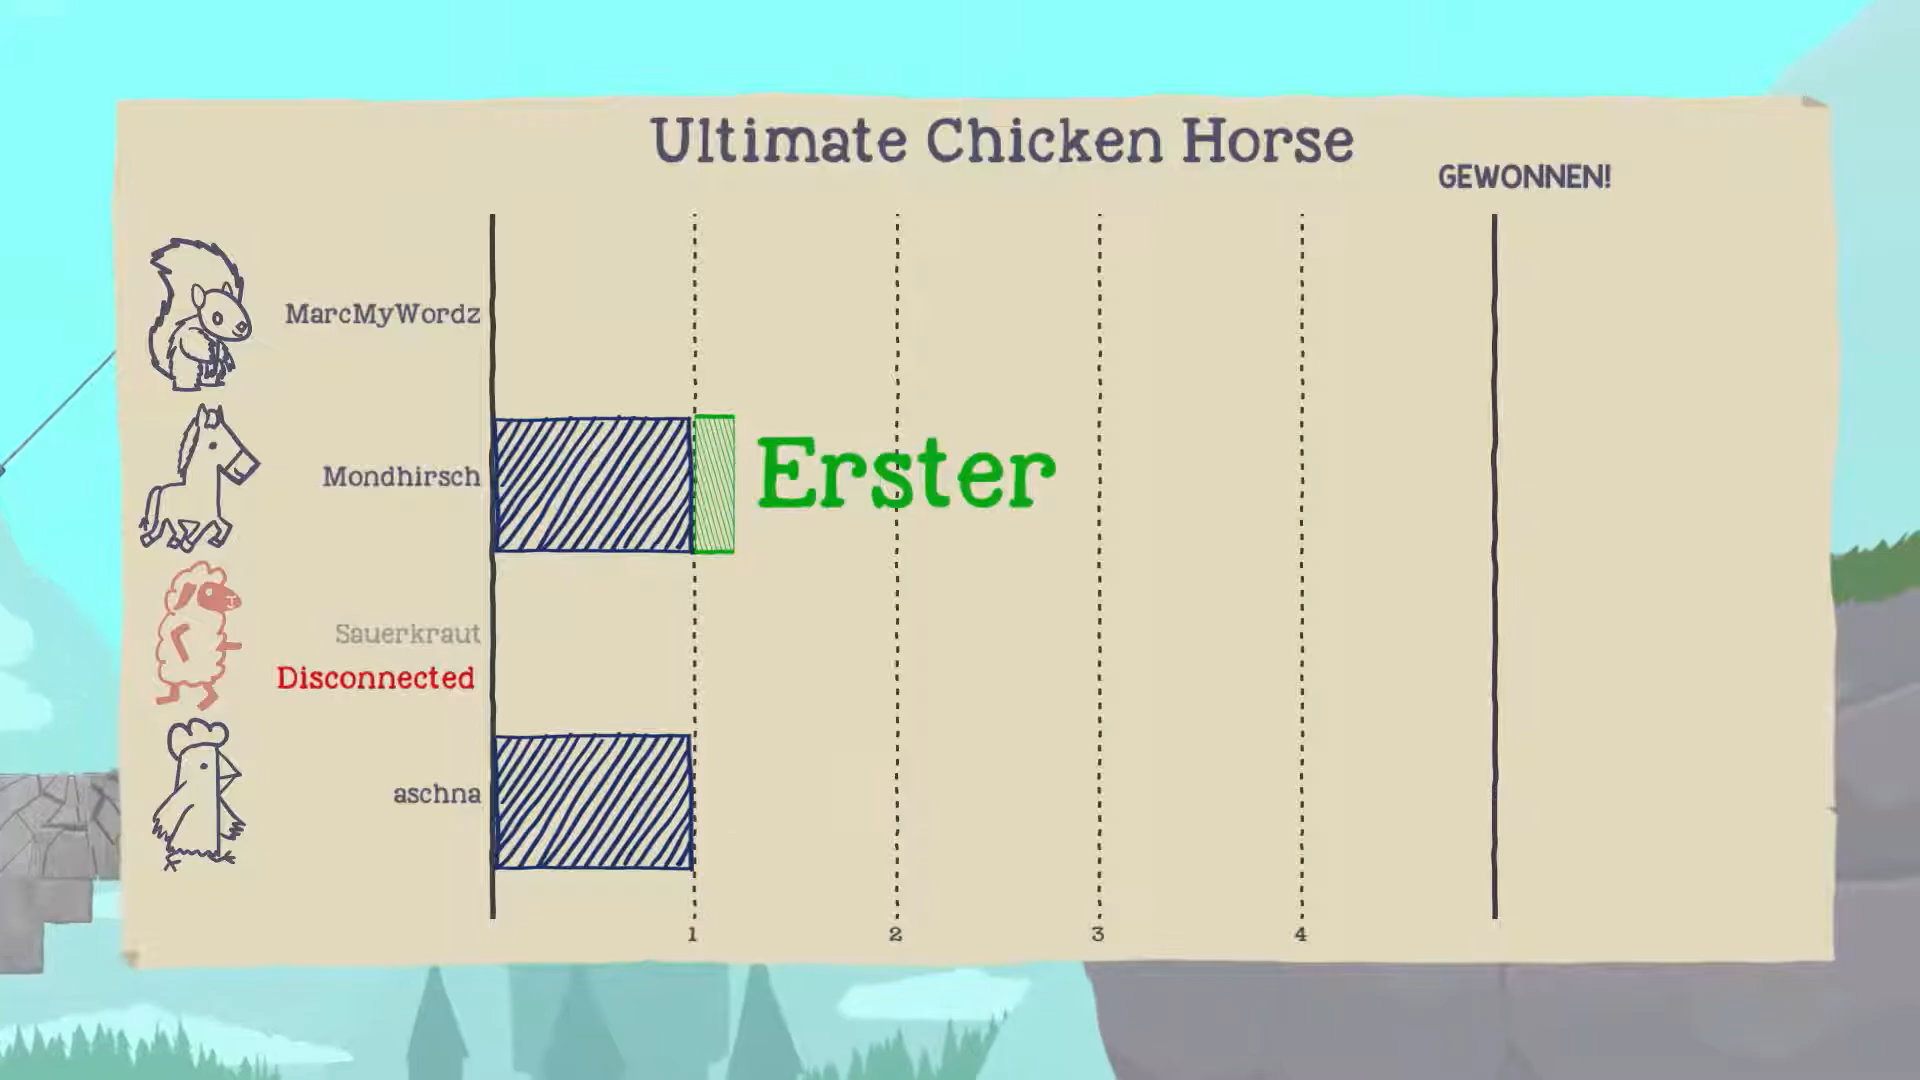 Ultimate Chicken Horse
GEWONNEN!
MarcMyWordz
Mondhirsch
Erster
Sauerkraut
Disconnected
aschna
1 2 3 4